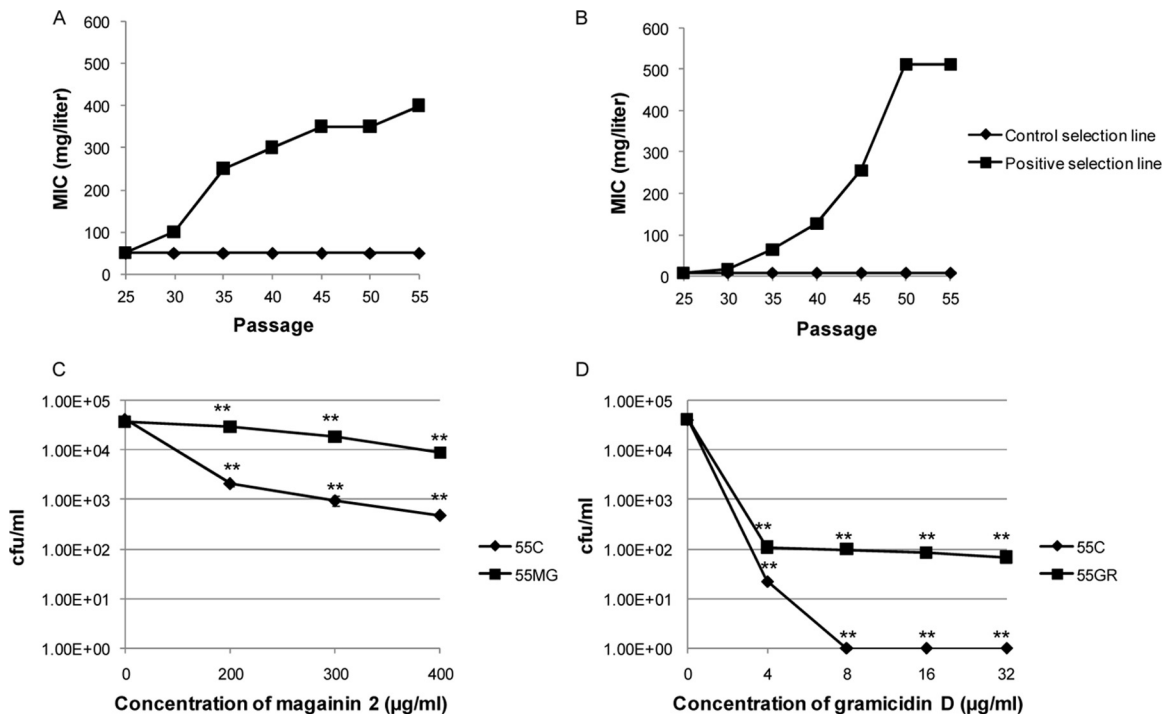 A
600
500
400
300
200
100
0
MIC (mg/liter)
25 30 35 40 45 50 55
Passage
B
600
500
400
300
200
100
0
MIC (mg/liter)
25 30 35 40 45 50 55
Passage
Control selection line
Positive selection line
C
1.00E+05
1.00E+04
1.00E+03
1.00E+02
1.00E+01
1.00E+00
cfu/ml
** ** **
** ** **
0 200 300 400
Concentration of magainin 2 (µg/ml)
55C
55MG
D
1.00E+05
1.00E+04
1.00E+03
1.00E+02
1.00E+01
1.00E+00
cfu/ml
** ** ** **
** ** ** **
0 4 8 16 32
Concentration of gramicidin D (µg/ml)
55C
55GR